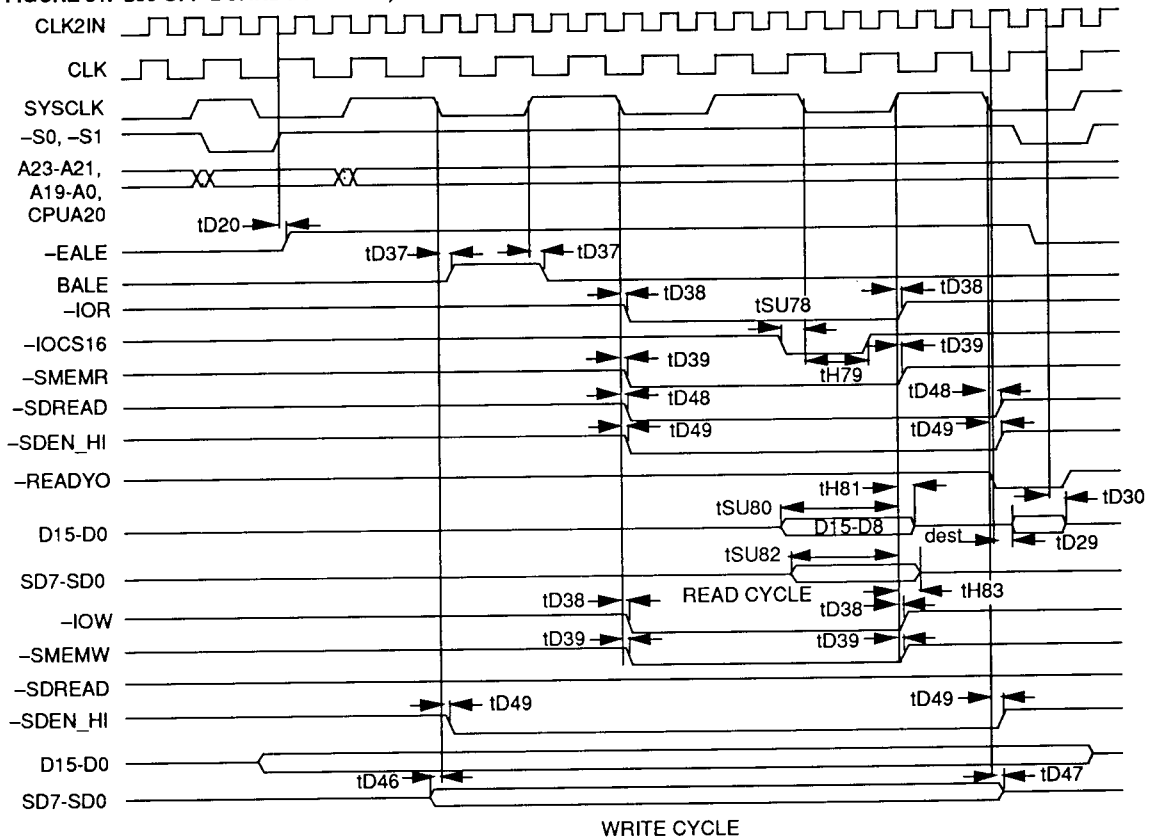 CLK2IN
CLK
SYSCLK
–S0, –S1
A23-A21,
A19-A0,
CPUA20
tD20
–EALE
tD37
tD37
BALE
tD38
tSU78
tD38
–IOR
–IOCS16
tD39
tH79
tD39
–SMEMR
tD48
tD48
–SDREAD
tD49
tD49
–SDEN_HI
–READYO
tH81
tD30
tSU80
D15-D0
D15-D8
dest
tD29
tSU82
SD7-SD0
READ CYCLE
tH83
tD38
tD38
–IOW
tD39
tD39
–SMEMW
–SDREAD
tD49
tD49
–SDEN_HI
D15-D0
tD46
tD47
SD7-SD0
WRITE CYCLE